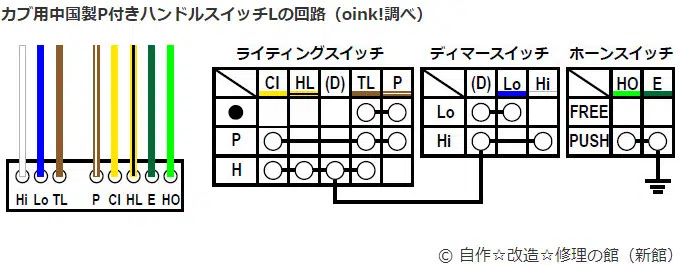 カブ用中国製P付きハンドルスイッチLの回路（oink!調べ）
ライティングスイッチ ディマースイッチ ホーンスイッチ
CI HL (D) TL P (D) Lo Hi HO E
● Lo FREE
P Hi PUSH
H
Hi Lo TL P CI HL E HO
© 自作☆改造☆修理の館（新館）